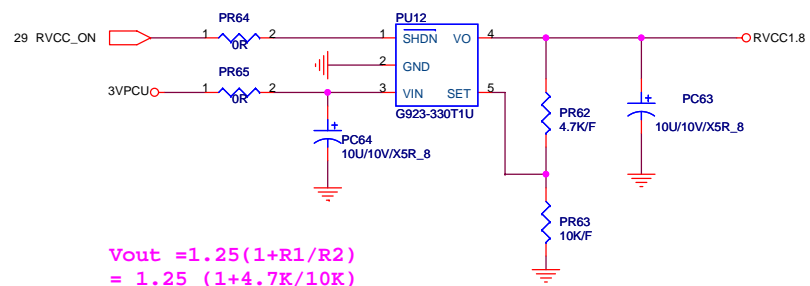 PR64
PU12
29 RVCC_ON
1
2
0R
1
SHDN
VO
4
RVCC1.8
2
GND
PR65
3VPCU
1
2
0R
3
VIN
SET
5
G923-330T1U
PR62
4.7K/F
PC63
10U/10V/X5R_8
PC64
10U/10V/X5R_8
PR63
10K/F
Vout =1.25(1+R1/R2)
= 1.25 (1+4.7K/10K)